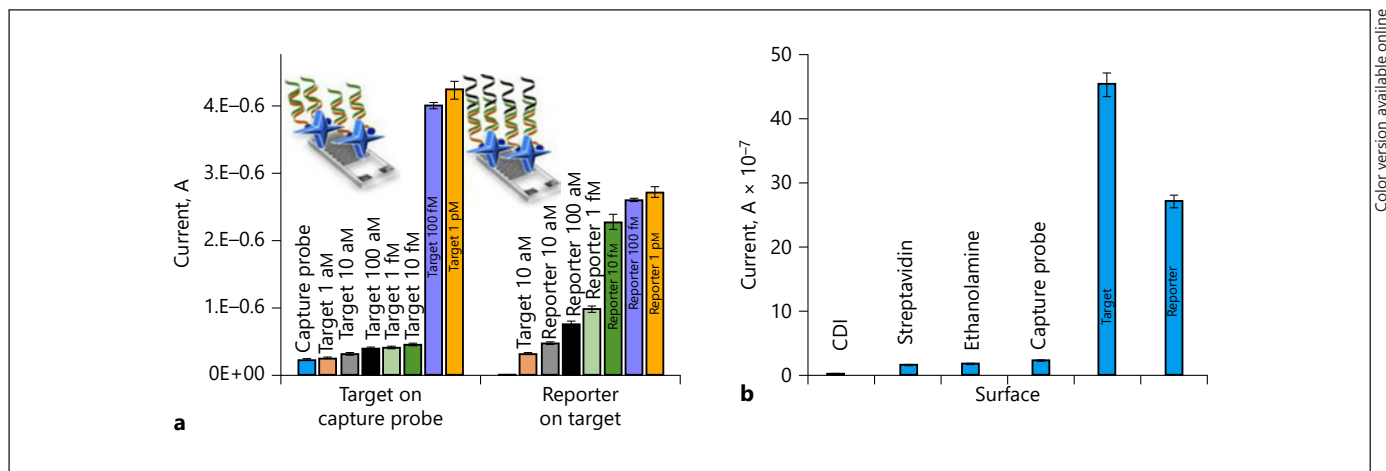 Current, A
4.E–0.6
3.E–0.6
2.E–0.6
1.E–0.6
0E+00
Capture probe
Target 1 aM
Target 10 aM
Target 100 aM
Target 1 fM
Target 10 fM
Target 100 fM
Target 1 pM
Target 10 aM
Reporter 10 aM
Reporter 100 aM
Reporter 1 fM
Reporter 10 fM
Reporter 100 fM
Reporter 1 pM
Target on
capture probe
Reporter
on target
a
Current, A × 10⁻⁷
50
40
30
20
10
0
CDI
Streptavidin
Ethanolamine
Capture probe
Target
Reporter
Surface
b
Color version available online